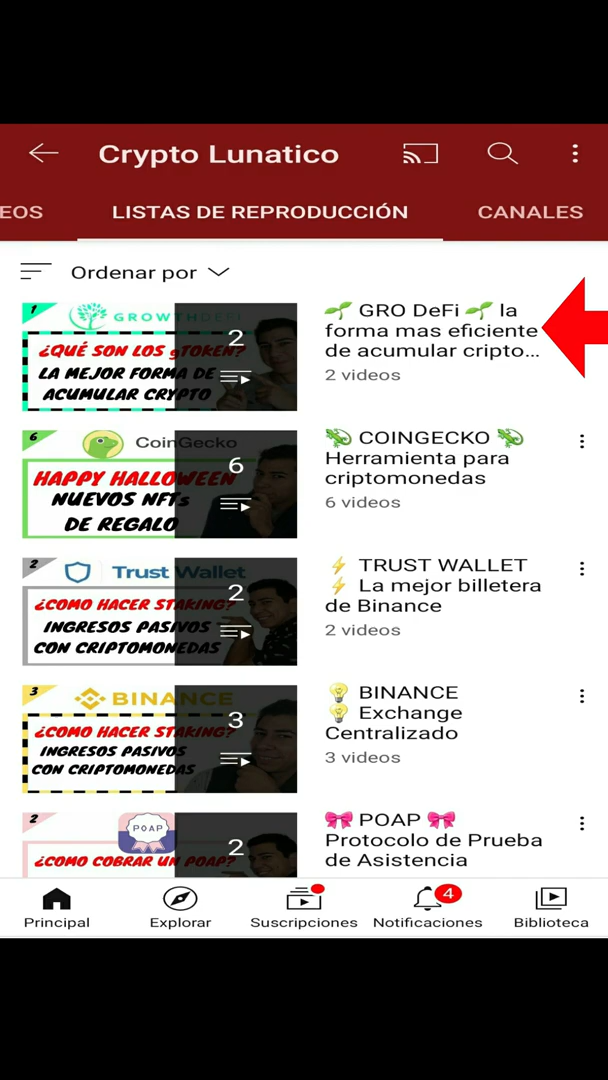 Crypto Lunatico
EOS
LISTAS DE REPRODUCCIÓN
CANALES
Ordenar por
1
GROWTHDEFI
¿QUÉ SON LOS gTOKEN?
LA MEJOR FORMA DE
ACUMULAR CRYPTO
2
🌱 GRO DeFi 🌱 la
forma mas eficiente
de acumular cripto...
2 videos
6
CoinGecko
HAPPY HALLOWEEN
NUEVOS NFTs
DE REGALO
6
🦎 COINGECKO 🦎
Herramienta para
criptomonedas
6 videos
2
Trust Wallet
¿COMO HACER STAKING?
INGRESOS PASIVOS
CON CRIPTOMONEDAS
2
⚡ TRUST WALLET
⚡ La mejor billetera
de Binance
2 videos
3
BINANCE
¿COMO HACER STAKING?
INGRESOS PASIVOS
CON CRIPTOMONEDAS
3
💡 BINANCE
💡 Exchange
Centralizado
3 videos
2
POAP
¿COMO COBRAR UN POAP?
2
🎀 POAP 🎀
Protocolo de Prueba
de Asistencia
Principal
Explorar
Suscripciones
4
Notificaciones
Biblioteca